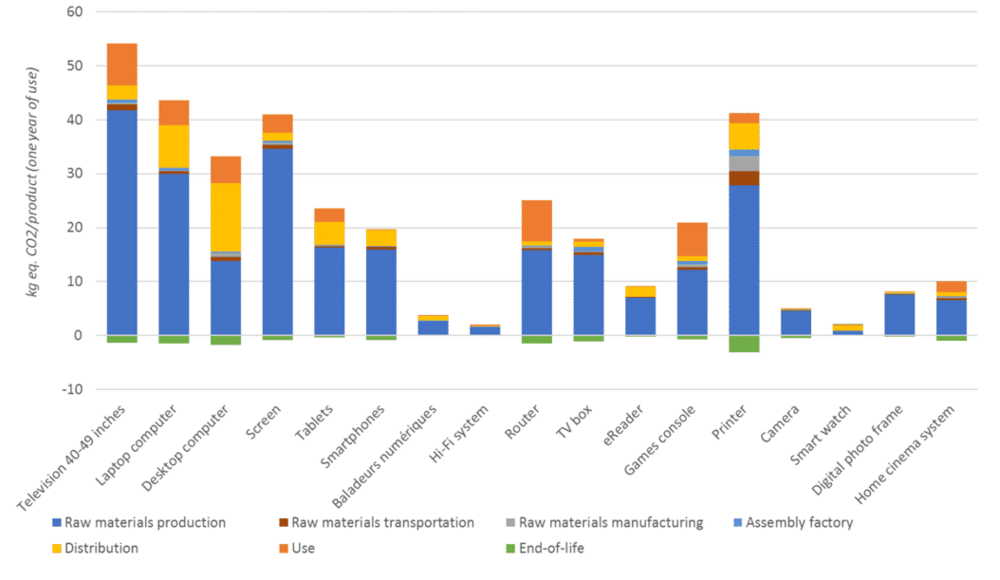 60
50
40
30
20
10
0
-10
kg eq. CO2/product (one year of use)
Television 40-49 inches
Laptop computer
Desktop computer
Screen
Tablets
Smartphones
Baladeurs numériques
Hi-Fi system
Router
TV box
eReader
Games console
Printer
Camera
Smart watch
Digital photo frame
Home cinema system
Raw materials production
Raw materials transportation
Raw materials manufacturing
Assembly factory
Distribution
Use
End-of-life